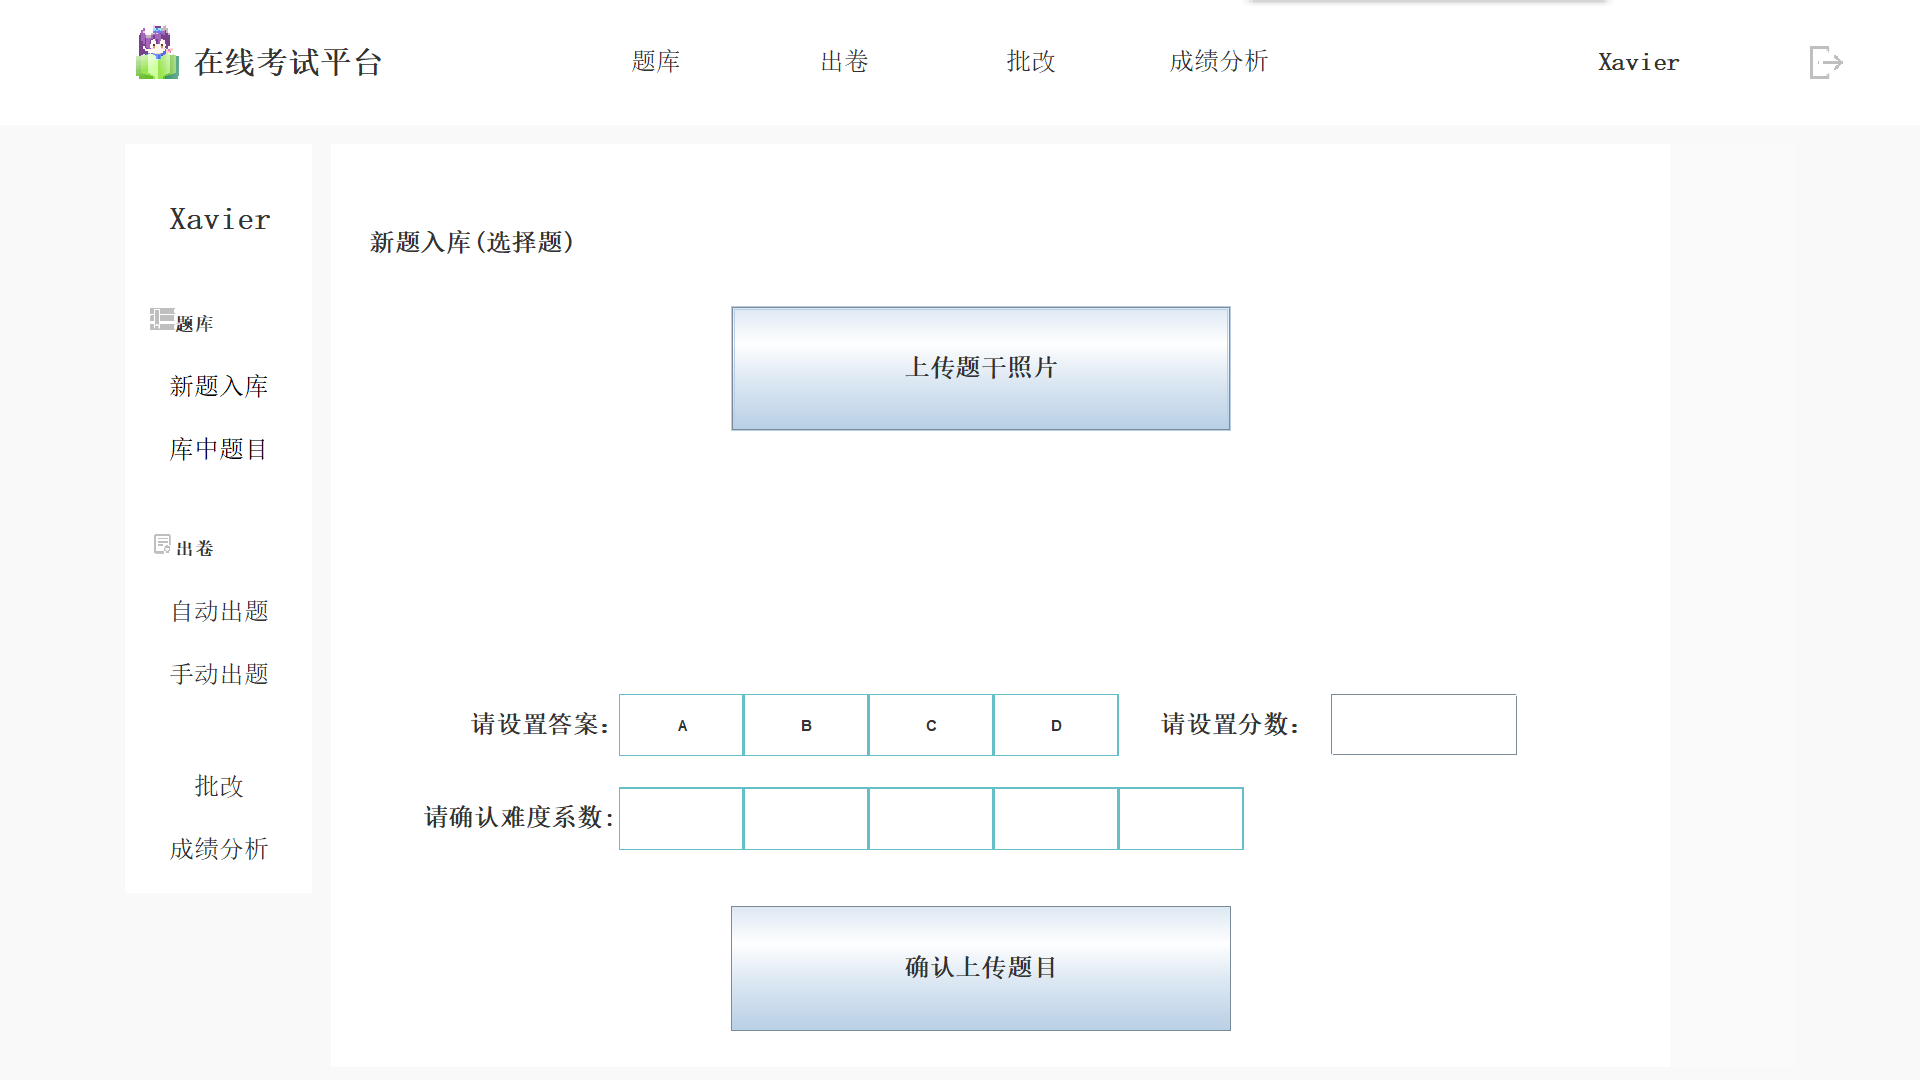 在线考试平台 题库 出卷 批改 成绩分析 Xavier
Xavier
题库
新题入库
库中题目
出卷
自动出题
手动出题
批改
成绩分析
新题入库(选择题)
上传题干照片
请设置答案: A B C D 请设置分数:
请确认难度系数:
确认上传题目